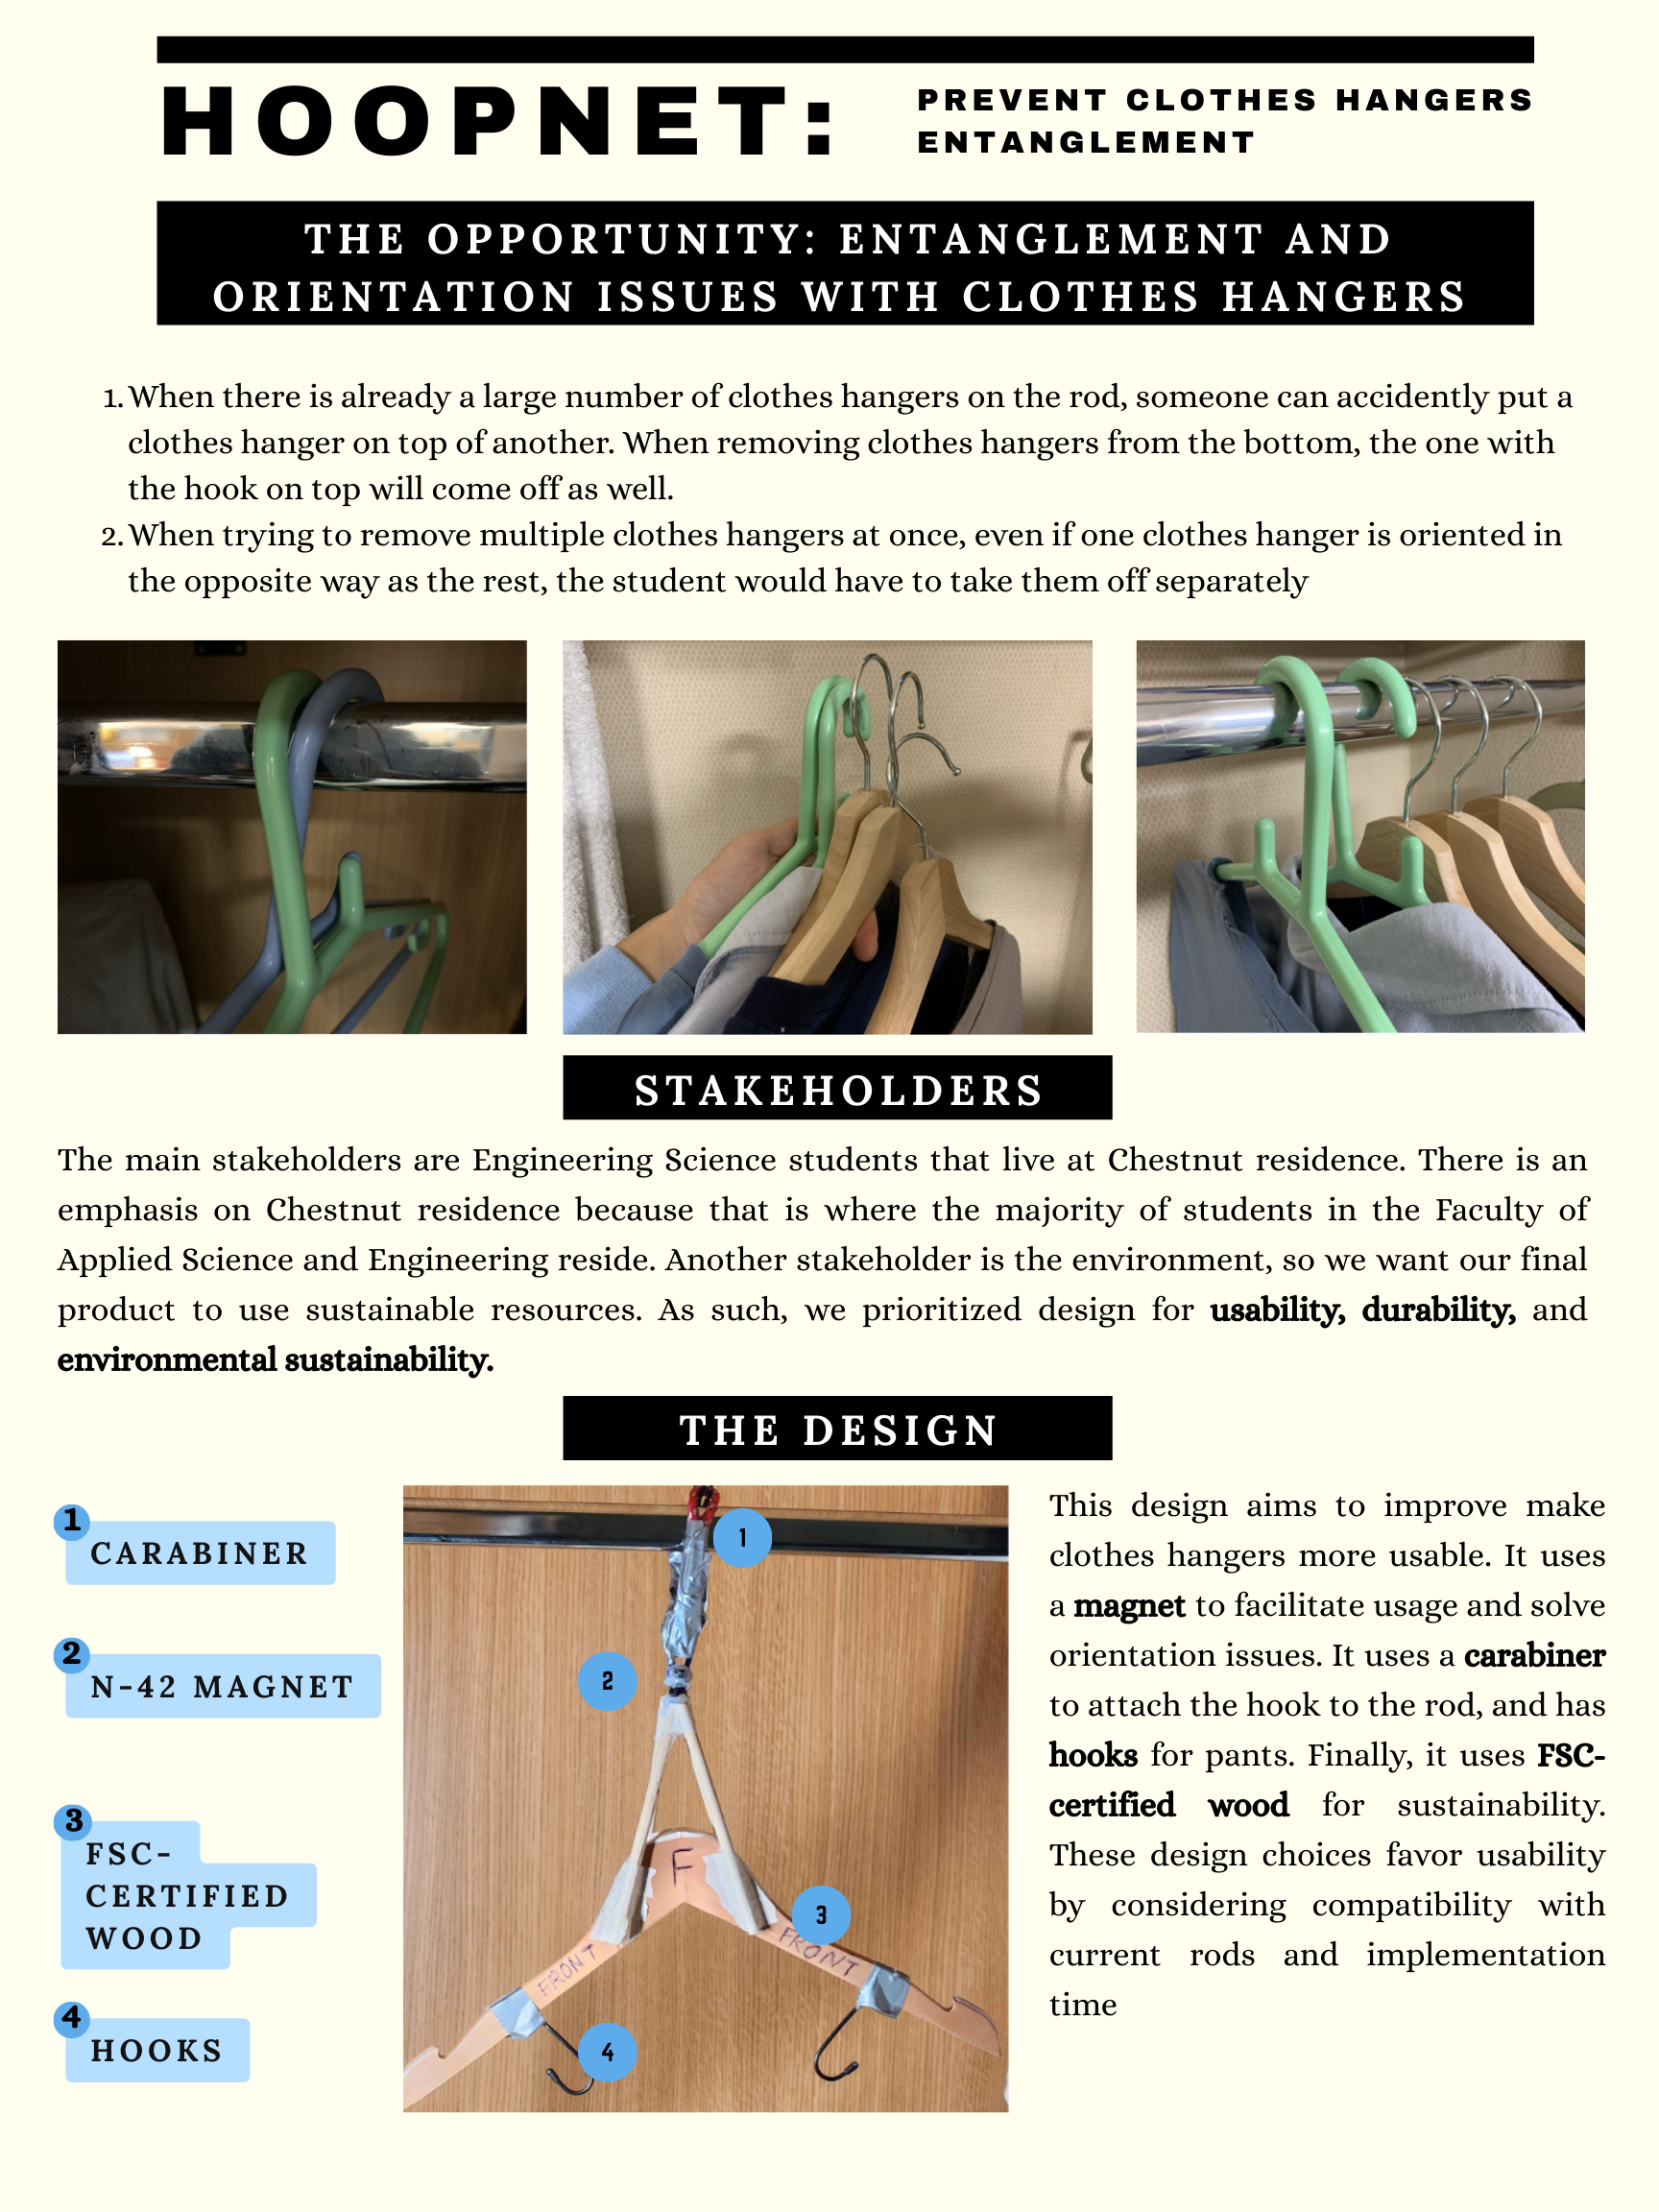 HOOPNET:
PREVENT CLOTHES HANGERS
ENTANGLEMENT
THE OPPORTUNITY: ENTANGLEMENT AND
ORIENTATION ISSUES WITH CLOTHES HANGERS
1. When there is already a large number of clothes hangers on the rod, someone can accidently put a
clothes hanger on top of another. When removing clothes hangers from the bottom, the one with
the hook on top will come off as well.
2. When trying to remove multiple clothes hangers at once, even if one clothes hanger is oriented in
the opposite way as the rest, the student would have to take them off separately
STAKEHOLDERS
The main stakeholders are Engineering Science students that live at Chestnut residence. There is an
emphasis on Chestnut residence because that is where the majority of students in the Faculty of
Applied Science and Engineering reside. Another stakeholder is the environment, so we want our final
product to use sustainable resources. As such, we prioritized design for usability, durability, and
environmental sustainability.
THE DESIGN
1
CARABINER
2
N-42 MAGNET
3
FSC-
CERTIFIED
WOOD
4
HOOKS
1
2
F
3
FRONT
FRONT
4
This design aims to improve make
clothes hangers more usable. It uses
a magnet to facilitate usage and solve
orientation issues. It uses a carabiner
to attach the hook to the rod, and has
hooks for pants. Finally, it uses FSC-
certified wood for sustainability.
These design choices favor usability
by considering compatibility with
current rods and implementation
time